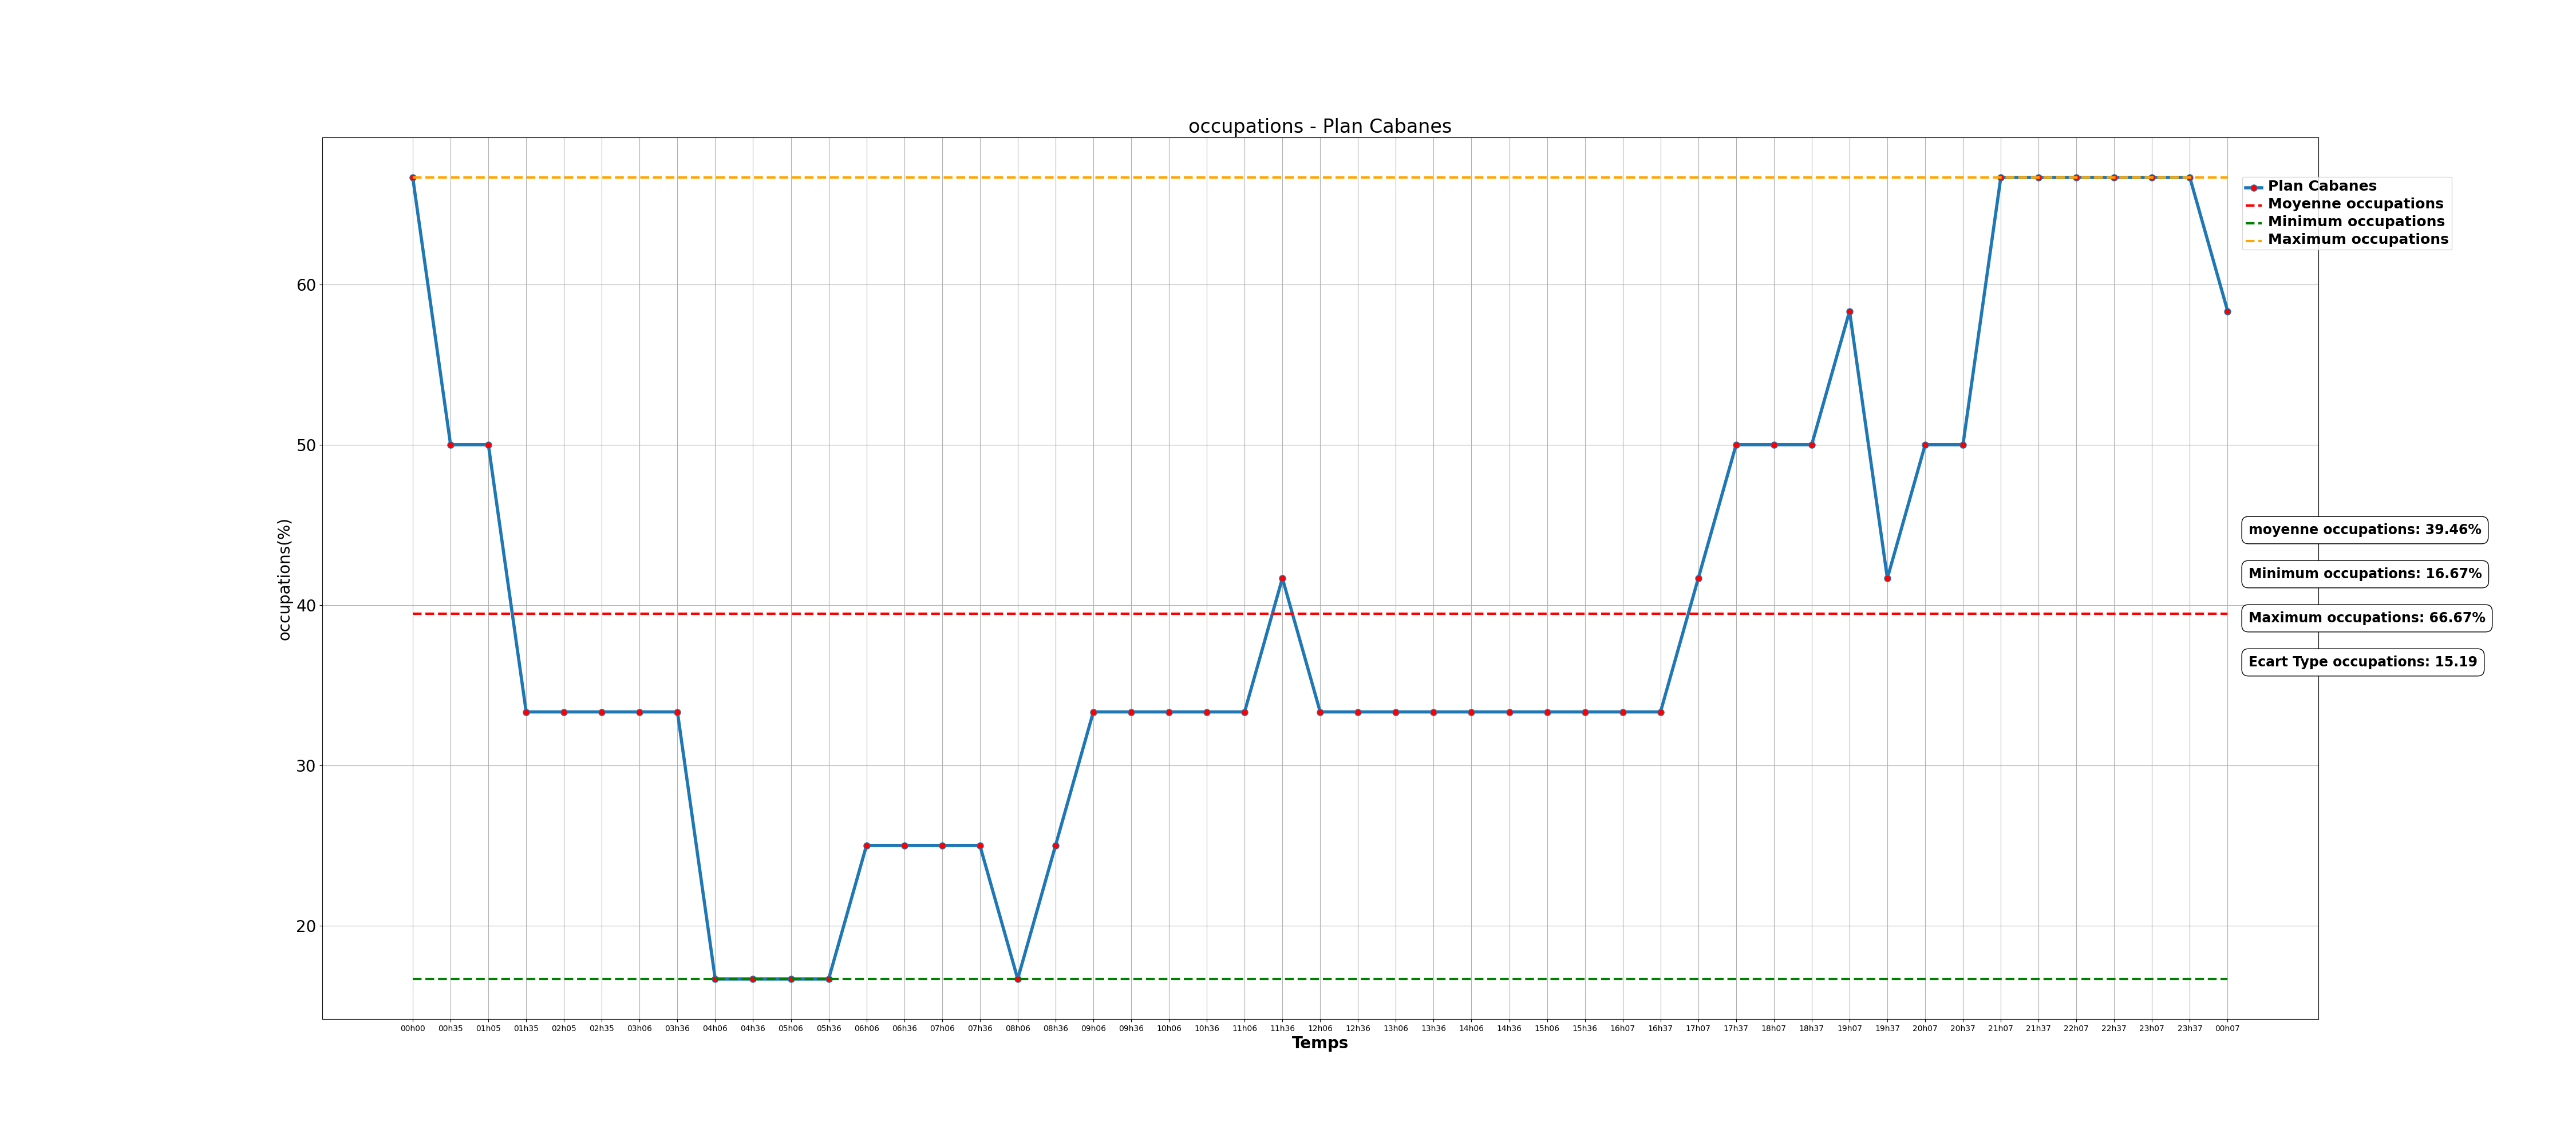 occupations - Plan Cabanes
Plan Cabanes
Moyenne occupations
Minimum occupations
Maximum occupations
60
50
40
30
20
occupations(%)
moyenne occupations: 39.46%
Minimum occupations: 16.67%
Maximum occupations: 66.67%
Ecart Type occupations: 15.19
00h00 00h35 01h05 01h35 02h05 02h35 03h06 03h36 04h06 04h36 05h06 05h36 06h06 06h36 07h06 07h36 08h06 08h36 09h06 09h36 10h06 10h36 11h06 11h36 12h06 12h36 13h06 13h36 14h06 14h36 15h06 15h36 16h07 16h37 17h07 17h37 18h07 18h37 19h07 19h37 20h07 20h37 21h07 21h37 22h07 22h37 23h07 23h37 00h07
Temps